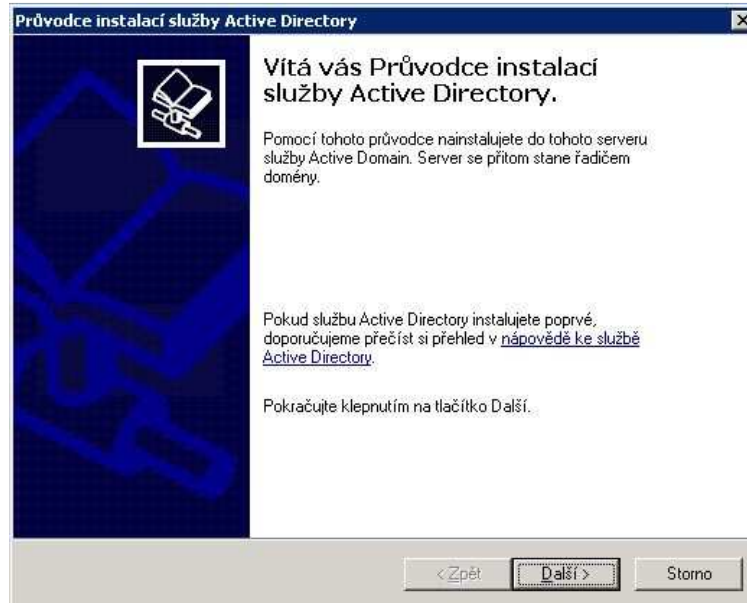 Průvodce instalací služby Active Directory
Vítá vás Průvodce instalací
služby Active Directory.
Pomocí tohoto průvodce nainstalujete do tohoto serveru
služby Active Domain. Server se přitom stane řadičem
domény.
Pokud službu Active Directory instalujete poprvé,
doporučujeme přečíst si přehled v nápovědě ke službě
Active Directory.
Pokračujte klepnutím na tlačítko Další.
< Zpět Další > Storno